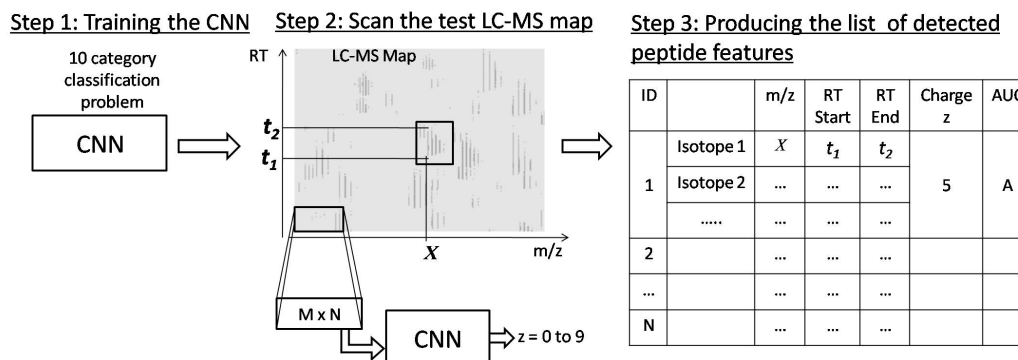 Step 1: Training the CNN
10 category
classification
problem
CNN
Step 2: Scan the test LC-MS map
RT
LC-MS Map
t2
t1
X
m/z
M x N
CNN
z = 0 to 9
Step 3: Producing the list of detected
peptide features
ID m/z RT Start RT End Charge z AUC
1 Isotope 1 X t1 t2 5 A
Isotope 2 ... ... ...
..... ... ... ...
2 ... ... ...
... ... ... ...
N ... ... ...